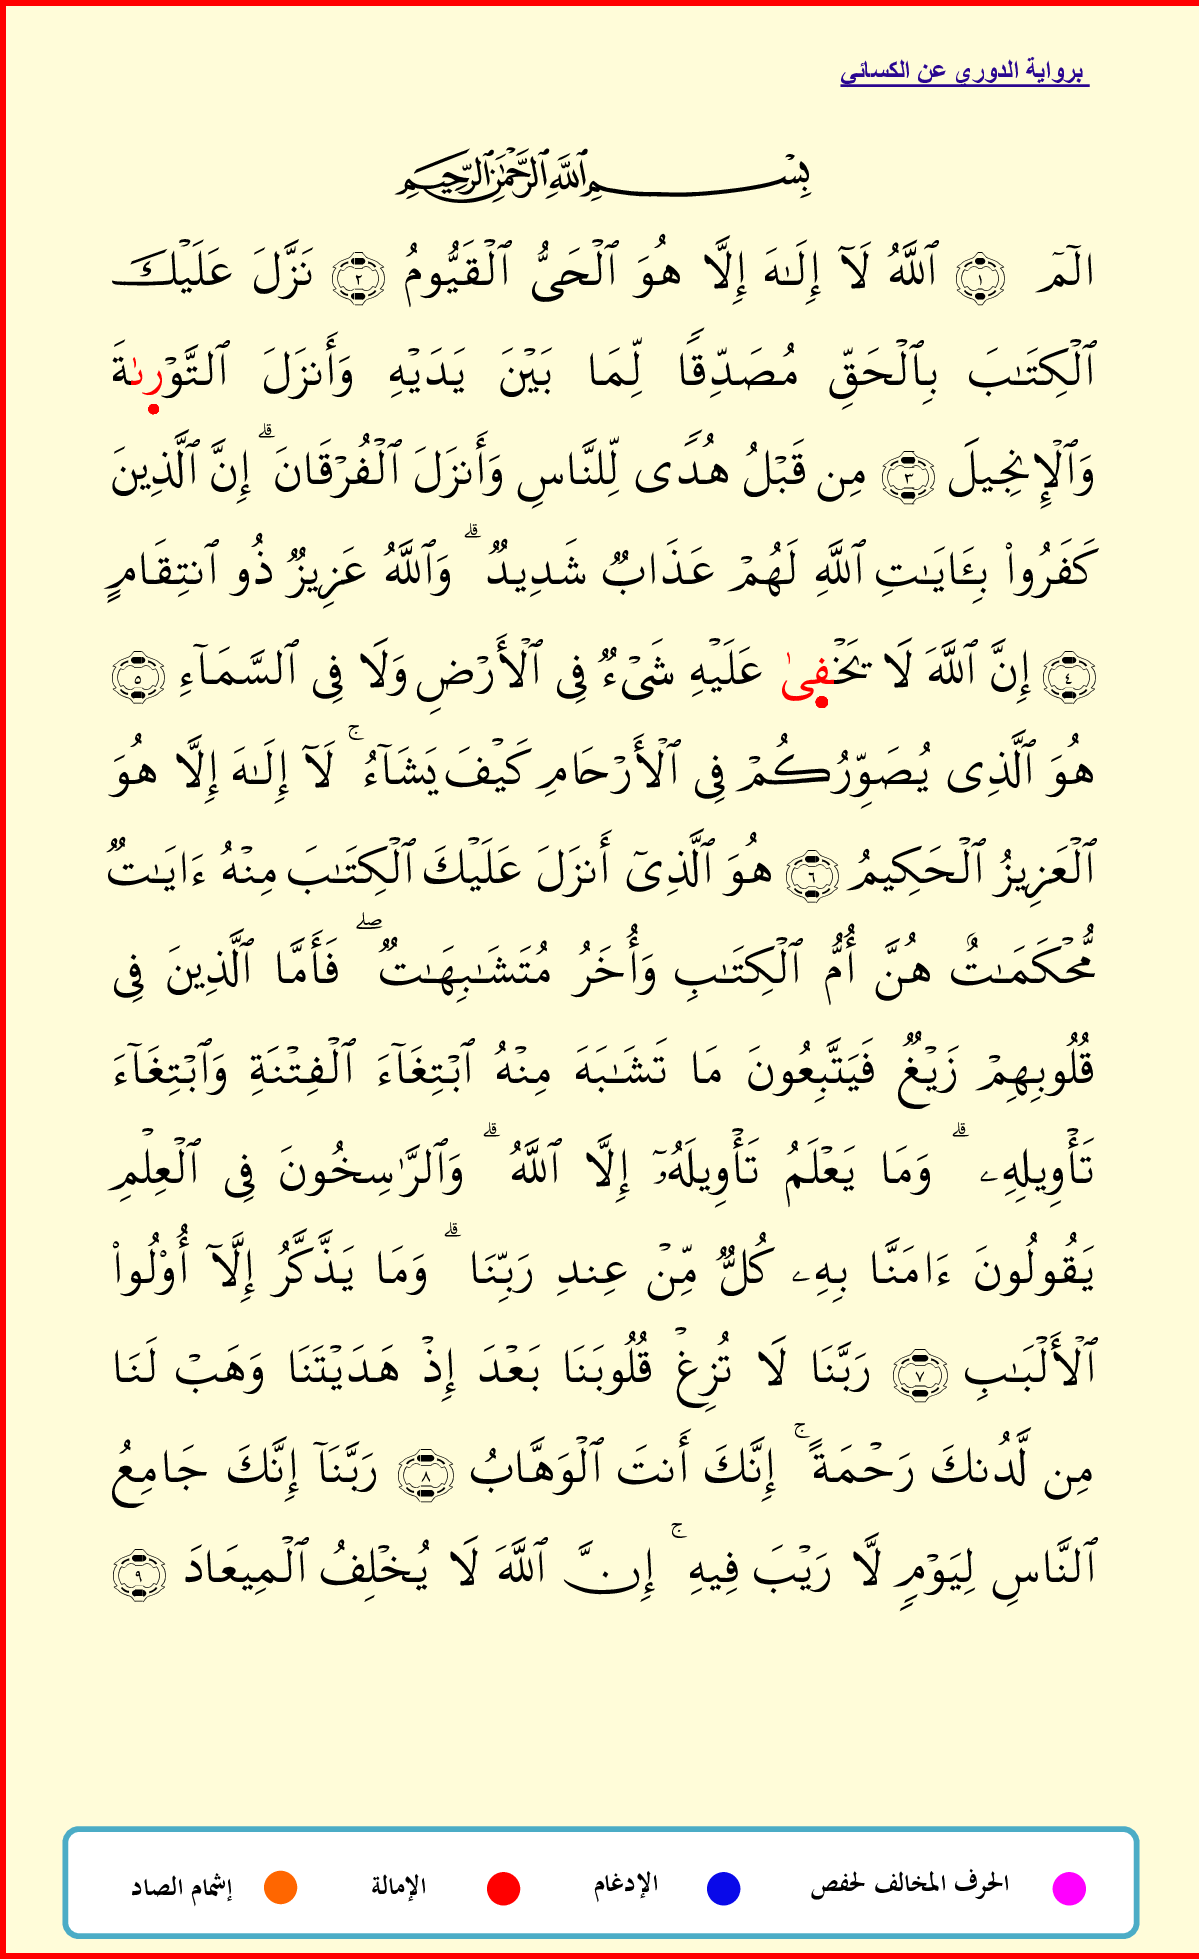 برواية الدوري عن الكسائي
بِسْمِ ٱللَّهِ ٱلرَّحْمَٰنِ ٱلرَّحِيمِ
الٓمٓ ١ ٱللَّهُ لَآ إِلَٰهَ إِلَّا هُوَ ٱلْحَىُّ ٱلْقَيُّومُ ٢ نَزَّلَ عَلَيْكَ
ٱلْكِتَٰبَ بِٱلْحَقِّ مُصَدِّقًا لِّمَا بَيْنَ يَدَيْهِ وَأَنزَلَ ٱلتَّوْرىٰةَ
وَٱلْإِنجِيلَ ٣ مِن قَبْلُ هُدًى لِّلنَّاسِ وَأَنزَلَ ٱلْفُرْقَانَ ۗ إِنَّ ٱلَّذِينَ
كَفَرُوا۟ بِـَٔايَٰتِ ٱللَّهِ لَهُمْ عَذَابٌ شَدِيدٌ ۗ وَٱللَّهُ عَزِيزٌ ذُو ٱنتِقَامٍ
٤ إِنَّ ٱللَّهَ لَا يَخْفىٰ عَلَيْهِ شَىْءٌ فِى ٱلْأَرْضِ وَلَا فِى ٱلسَّمَآءِ ٥
هُوَ ٱلَّذِى يُصَوِّرُكُمْ فِى ٱلْأَرْحَامِ كَيْفَ يَشَآءُ ۚ لَآ إِلَٰهَ إِلَّا هُوَ
ٱلْعَزِيزُ ٱلْحَكِيمُ ٦ هُوَ ٱلَّذِىٓ أَنزَلَ عَلَيْكَ ٱلْكِتَٰبَ مِنْهُ ءَايَٰتٌ
مُّحْكَمَٰتٌ هُنَّ أُمُّ ٱلْكِتَٰبِ وَأُخَرُ مُتَشَٰبِهَٰتٌ ۖ فَأَمَّا ٱلَّذِينَ فِى
قُلُوبِهِمْ زَيْغٌ فَيَتَّبِعُونَ مَا تَشَٰبَهَ مِنْهُ ٱبْتِغَآءَ ٱلْفِتْنَةِ وَٱبْتِغَآءَ
تَأْوِيلِهِۦ ۗ وَمَا يَعْلَمُ تَأْوِيلَهُۥٓ إِلَّا ٱللَّهُ ۗ وَٱلرَّٰسِخُونَ فِى ٱلْعِلْمِ
يَقُولُونَ ءَامَنَّا بِهِۦ كُلٌّ مِّنْ عِندِ رَبِّنَا ۗ وَمَا يَذَّكَّرُ إِلَّآ أُو۟لُوا۟
ٱلْأَلْبَٰبِ ٧ رَبَّنَا لَا تُزِغْ قُلُوبَنَا بَعْدَ إِذْ هَدَيْتَنَا وَهَبْ لَنَا
مِن لَّدُنكَ رَحْمَةً ۚ إِنَّكَ أَنتَ ٱلْوَهَّابُ ٨ رَبَّنَآ إِنَّكَ جَامِعُ
ٱلنَّاسِ لِيَوْمٍ لَّا رَيْبَ فِيهِ ۚ إِنَّ ٱللَّهَ لَا يُخْلِفُ ٱلْمِيعَادَ ٩
الحرف المخالف لحفص الإدغام الإمالة إشمام الصاد